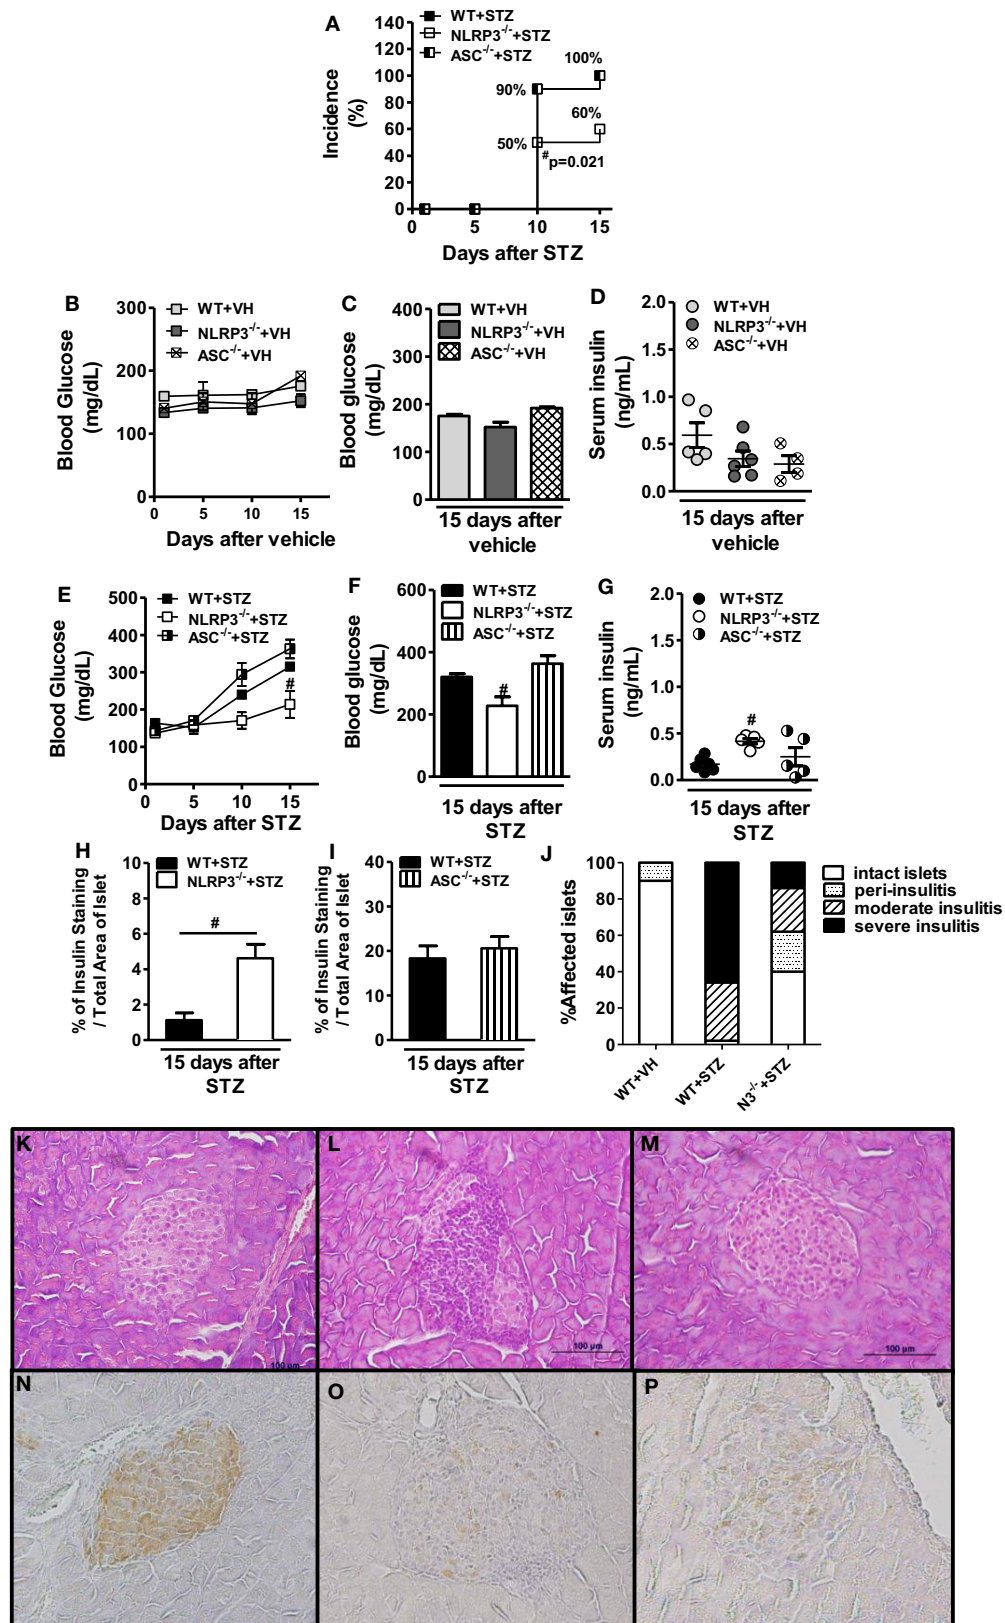 A
WT+STZ
NLRP3-/-+STZ
ASC-/-+STZ
Incidence
(%)
140
120
100
80
60
40
20
0
100%
90%
60%
50%
#p=0.021
0
5
10
15
Days after STZ
B
WT+VH
NLRP3-/-+VH
ASC-/-+VH
Blood Glucose
(mg/dL)
300
200
100
0
0
5
10
15
Days after vehicle
C
WT+VH
NLRP3-/-+VH
ASC-/-+VH
Blood glucose
(mg/dL)
400
300
200
100
0
15 days after
vehicle
D
WT+VH
NLRP3-/-+VH
ASC-/-+VH
Serum insulin
(ng/mL)
2.0
1.5
1.0
0.5
0.0
15 days after
vehicle
E
WT+STZ
NLRP3-/-+STZ
ASC-/-+STZ
Blood Glucose
(mg/dL)
500
400
300
200
100
0
#
0
5
10
15
Days after STZ
F
WT+STZ
NLRP3-/-+STZ
ASC-/-+STZ
Blood glucose
(mg/dL)
600
400
200
0
#
15 days after
STZ
G
WT+STZ
NLRP3-/-+STZ
ASC-/-+STZ
Serum insulin
(ng/mL)
2.0
1.5
1.0
0.5
0.0
#
15 days after
STZ
H
WT+STZ
NLRP3-/-+STZ
% of Insulin Staining
/ Total Area of Islet
10
8
6
4
2
0
#
15 days after
STZ
I
WT+STZ
ASC-/-+STZ
% of Insulin Staining
/ Total Area of Islet
40
30
20
10
0
15 days after
STZ
J
%Affected islets
100
80
60
40
20
0
WT+VH
WT+STZ
N3-/-+STZ
intact islets
peri-insulitis
moderate insulitis
severe insulitis
K
100 µm
L
100 µm
M
100 µm
N
O
P